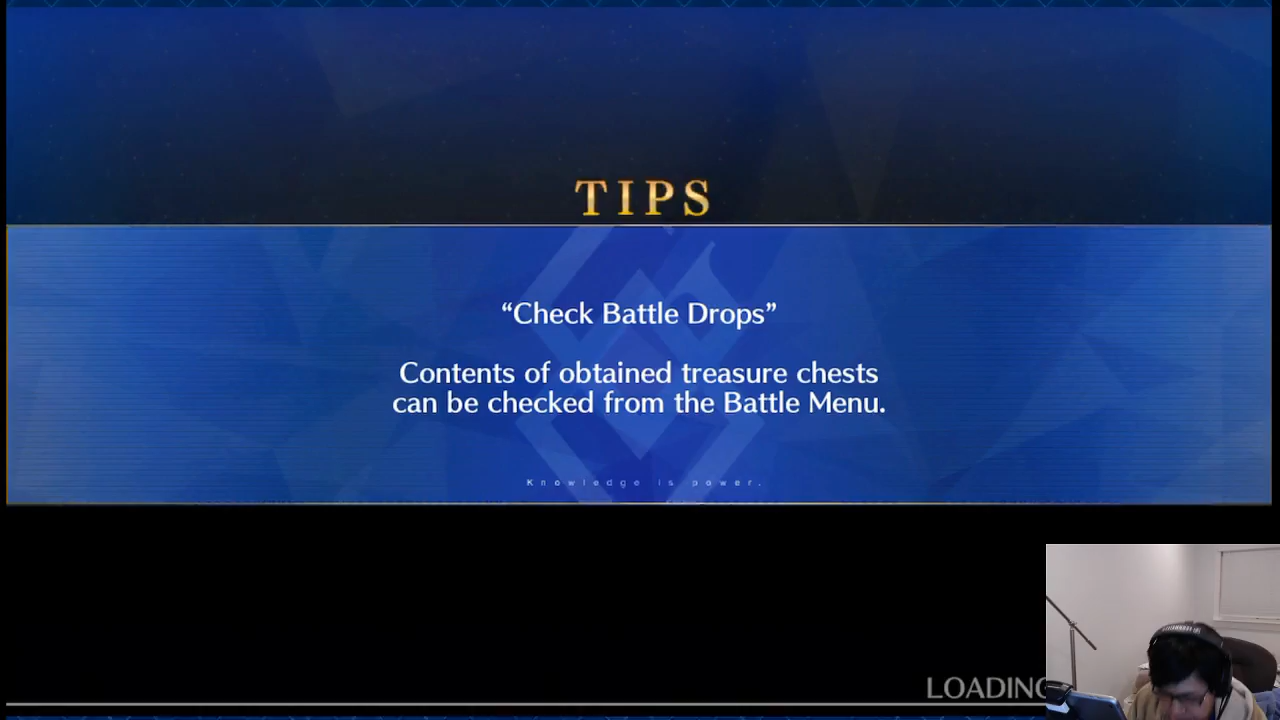 TIPS
“Check Battle Drops”
Contents of obtained treasure chests
can be checked from the Battle Menu.
Knowledge is power.
LOADING